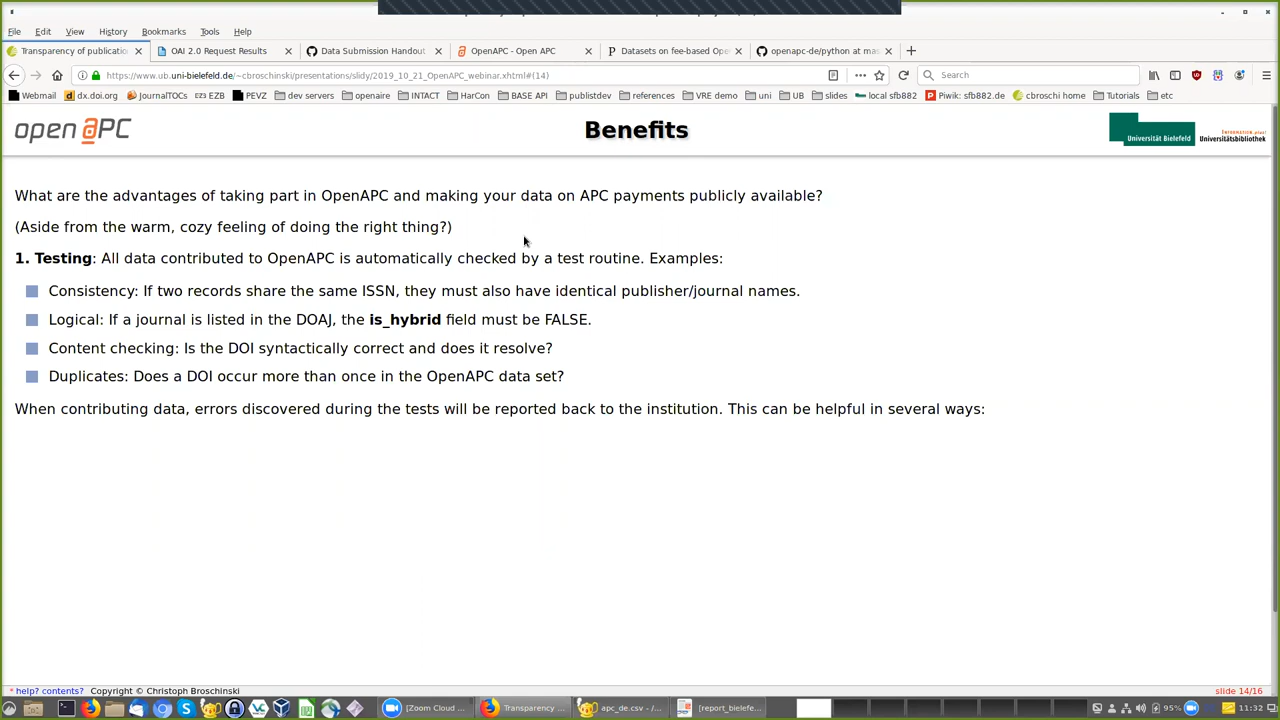 File Edit View History Bookmarks Tools Help
Transparency of publicatio
OAI 2.0 Request Results
Data Submission Handout
OpenAPC - Open APC
Datasets on fee-based Ope
openapc-de/python at mas
https://www.ub.uni-bielefeld.de/~cbroschinski/presentations/slidy/2019_10_21_OpenAPC_webinar.xhtml#(14)
Search
Webmail dx.doi.org JournalTOCs EZB PEVZ dev servers openaire INTACT HarCon BASE API publistdev references VRE demo uni UB slides local sfb882 Piwik: sfb882.de cbroschi home Tutorials etc
open aPC
Benefits
Universität Bielefeld
Universitätsbibliothek
What are the advantages of taking part in OpenAPC and making your data on APC payments publicly available?
(Aside from the warm, cozy feeling of doing the right thing?)
1. Testing: All data contributed to OpenAPC is automatically checked by a test routine. Examples:
Consistency: If two records share the same ISSN, they must also have identical publisher/journal names.
Logical: If a journal is listed in the DOAJ, the is_hybrid field must be FALSE.
Content checking: Is the DOI syntactically correct and does it resolve?
Duplicates: Does a DOI occur more than once in the OpenAPC data set?
When contributing data, errors discovered during the tests will be reported back to the institution. This can be helpful in several ways:
* help? contents? Copyright © Christoph Broschinski
slide 14/16
[Zoom Cloud ...
Transparency ...
apc_de.csv - /...
[report_bielefe...
95%
11:32